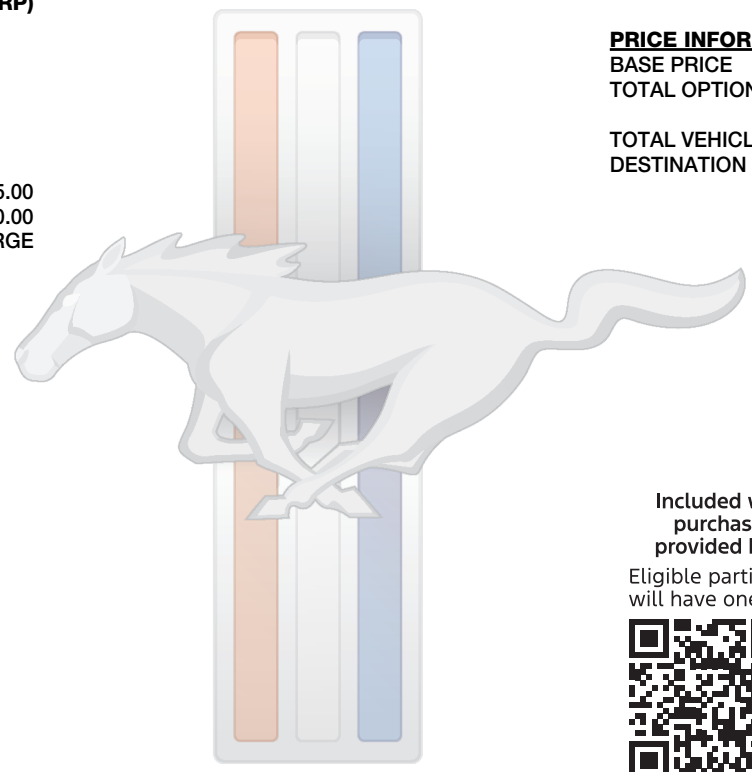 RP)
5.00
0.00
RGE
PRICE INFOR
BASE PRICE
TOTAL OPTION
TOTAL VEHICL
DESTINATION
Included
purchas
provided
Eligible parti
will have one